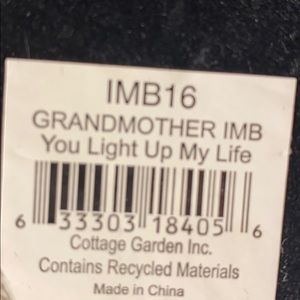 IMB16
GRANDMOTHER IMB
You Light Up My Life
6 33303 18405 6
Cottage Garden Inc.
Contains Recycled Materials
Made in China